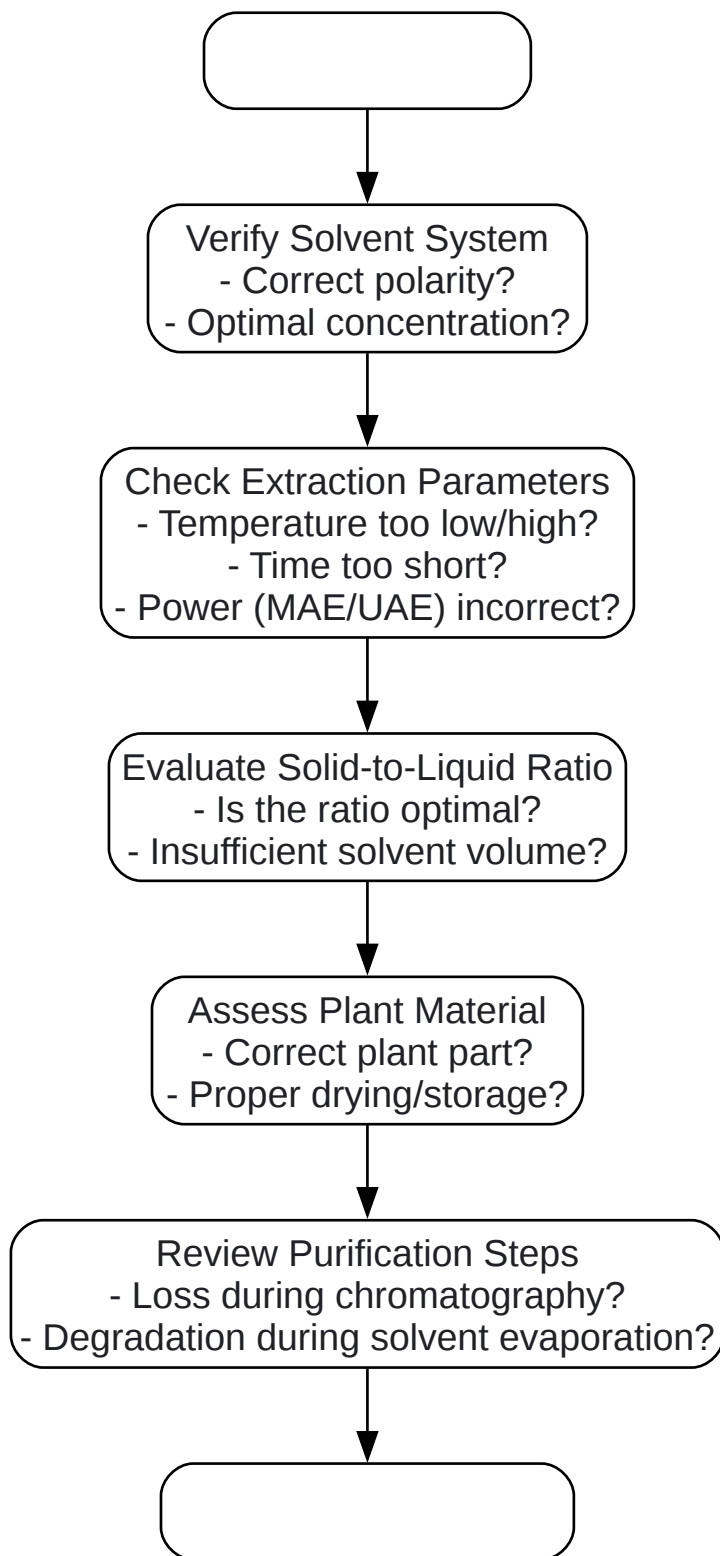 Verify Solvent System
- Correct polarity?
- Optimal concentration?
Check Extraction Parameters
- Temperature too low/high?
- Time too short?
- Power (MAE/UAE) incorrect?
Evaluate Solid-to-Liquid Ratio
- Is the ratio optimal?
- Insufficient solvent volume?
Assess Plant Material
- Correct plant part?
- Proper drying/storage?
Review Purification Steps
- Loss during chromatography?
- Degradation during solvent evaporation?